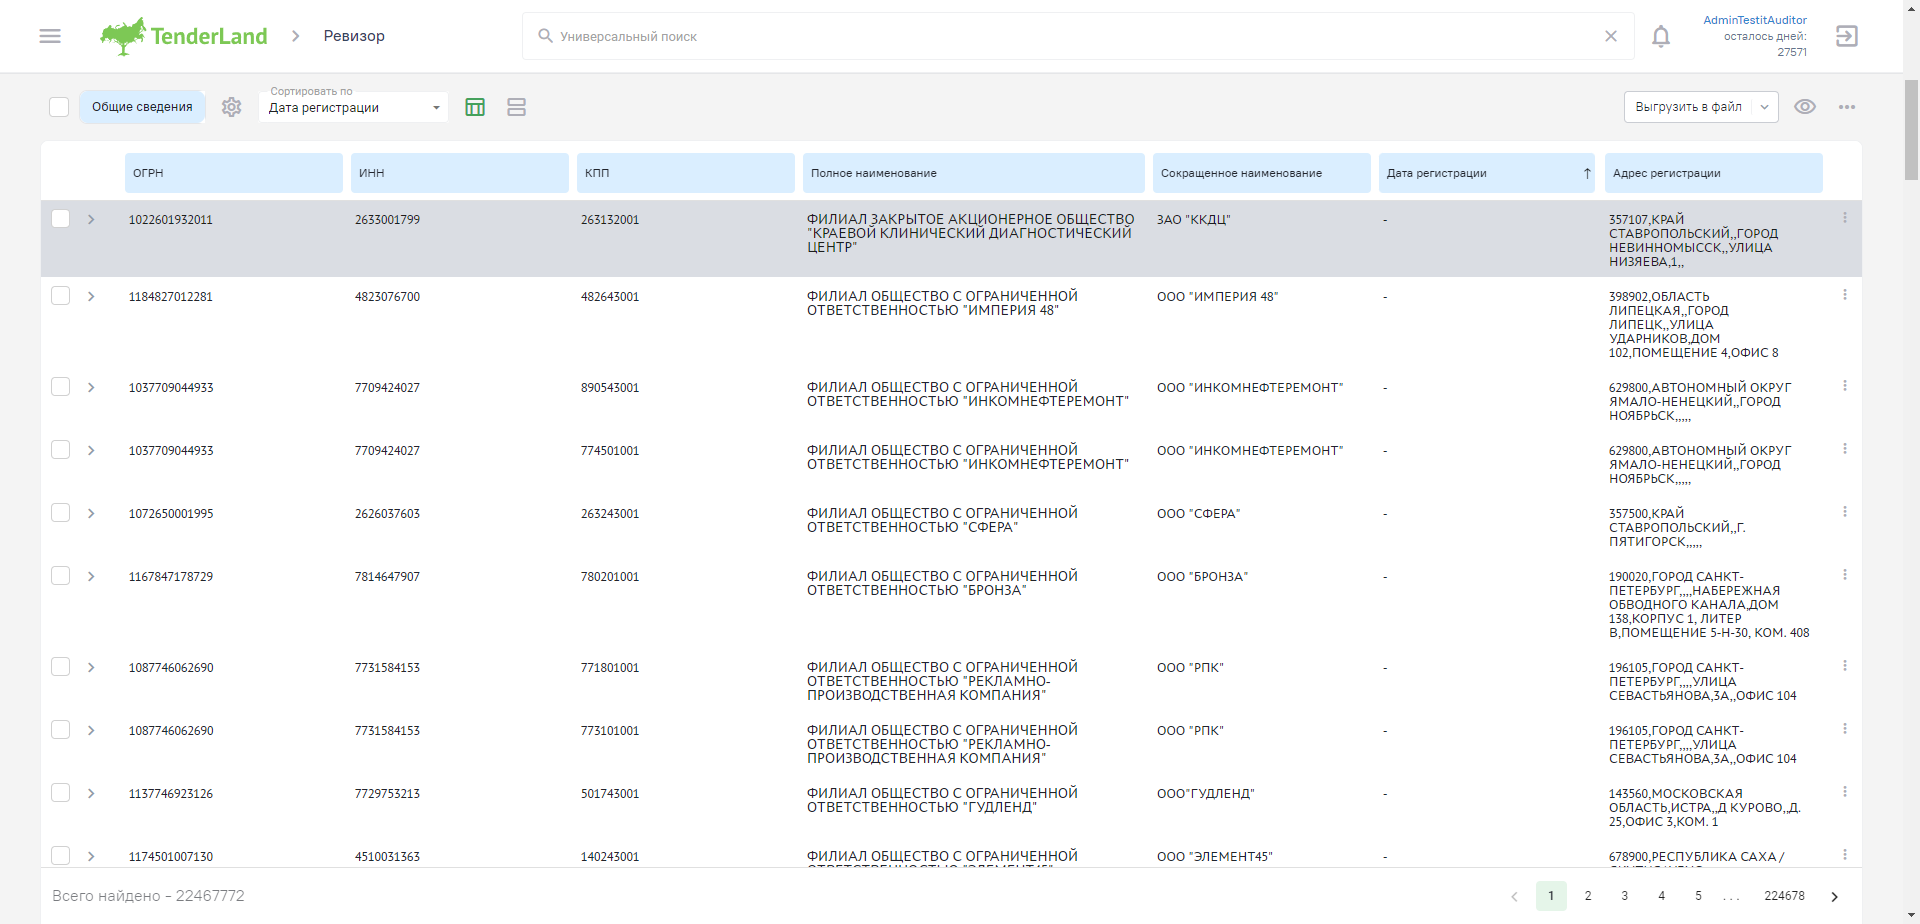 TenderLand
Ревизор
Универсальный поиск
AdminTestitAuditor
осталось дней:
27571
Общие сведения
Сортировать по
Дата регистрации
Выгрузить в файл
ОГРН ИНН КПП Полное наименование Сокращенное наименование Дата регистрации Адрес регистрации
1022601932011 2633001799 263132001 ФИЛИАЛ ЗАКРЫТОЕ АКЦИОНЕРНОЕ ОБЩЕСТВО ЗАО "ККДЦ" - 357107,КРАЙ
"КРАЕВОЙ КЛИНИЧЕСКИЙ ДИАГНОСТИЧЕСКИЙ СТАВРОПОЛЬСКИЙ,,ГОРОД
ЦЕНТР" НЕВИННОМЫССК,,УЛИЦА
НИЗЯЕВА,1,,
1184827012281 4823076700 482643001 ФИЛИАЛ ОБЩЕСТВО С ОГРАНИЧЕННОЙ ООО "ИМПЕРИЯ 48" - 398902,ОБЛАСТЬ
ОТВЕТСТВЕННОСТЬЮ "ИМПЕРИЯ 48" ЛИПЕЦКАЯ,,ГОРОД
ЛИПЕЦК,,УЛИЦА
УДАРНИКОВ,ДОМ
102,ПОМЕЩЕНИЕ 4,ОФИС 8
1037709044933 7709424027 890543001 ФИЛИАЛ ОБЩЕСТВО С ОГРАНИЧЕННОЙ ООО "ИНКОМНЕФТЕРЕМОНТ" - 629800,АВТОНОМНЫЙ ОКРУГ
ОТВЕТСТВЕННОСТЬЮ "ИНКОМНЕФТЕРЕМОНТ" ЯМАЛО-НЕНЕЦКИЙ,,ГОРОД
НОЯБРЬСК,,,,,
1037709044933 7709424027 774501001 ФИЛИАЛ ОБЩЕСТВО С ОГРАНИЧЕННОЙ ООО "ИНКОМНЕФТЕРЕМОНТ" - 629800,АВТОНОМНЫЙ ОКРУГ
ОТВЕТСТВЕННОСТЬЮ "ИНКОМНЕФТЕРЕМОНТ" ЯМАЛО-НЕНЕЦКИЙ,,ГОРОД
НОЯБРЬСК,,,,,
1072650001995 2626037603 263243001 ФИЛИАЛ ОБЩЕСТВО С ОГРАНИЧЕННОЙ ООО "СФЕРА" - 357500,КРАЙ
ОТВЕТСТВЕННОСТЬЮ "СФЕРА" СТАВРОПОЛЬСКИЙ,,Г.
ПЯТИГОРСК,,,,,
1167847178729 7814647907 780201001 ФИЛИАЛ ОБЩЕСТВО С ОГРАНИЧЕННОЙ ООО "БРОНЗА" - 190020,ГОРОД САНКТ-
ОТВЕТСТВЕННОСТЬЮ "БРОНЗА" ПЕТЕРБУРГ,,,,НАБЕРЕЖНАЯ
ОБВОДНОГО КАНАЛА,ДОМ
138,КОРПУС 1, ЛИТЕР
В,ПОМЕЩЕНИЕ 5-Н-30, КОМ. 408
1087746062690 7731584153 771801001 ФИЛИАЛ ОБЩЕСТВО С ОГРАНИЧЕННОЙ ООО "РПК" - 196105,ГОРОД САНКТ-
ОТВЕТСТВЕННОСТЬЮ "РЕКЛАМНО- ПЕТЕРБУРГ,,,,УЛИЦА
ПРОИЗВОДСТВЕННАЯ КОМПАНИЯ" СЕВАСТЬЯНОВА,3А,,ОФИС 104
1087746062690 7731584153 773101001 ФИЛИАЛ ОБЩЕСТВО С ОГРАНИЧЕННОЙ ООО "РПК" - 196105,ГОРОД САНКТ-
ОТВЕТСТВЕННОСТЬЮ "РЕКЛАМНО- ПЕТЕРБУРГ,,,,УЛИЦА
ПРОИЗВОДСТВЕННАЯ КОМПАНИЯ" СЕВАСТЬЯНОВА,3А,,ОФИС 104
1137746923126 7729753213 501743001 ФИЛИАЛ ОБЩЕСТВО С ОГРАНИЧЕННОЙ ООО"ГУДЛЕНД" - 143560,МОСКОВСКАЯ
ОТВЕТСТВЕННОСТЬЮ "ГУДЛЕНД" ОБЛАСТЬ,ИСТРА,,Д КУРОВО,,Д.
25,ОФИС 3,КОМ. 1
1174501007130 4510031363 140243001 ФИЛИАЛ ОБЩЕСТВО С ОГРАНИЧЕННОЙ ООО "ЭЛЕМЕНТ45" - 678900,РЕСПУБЛИКА САХА /
Всего найдено - 22467772
1 2 3 4 5 ... 224678